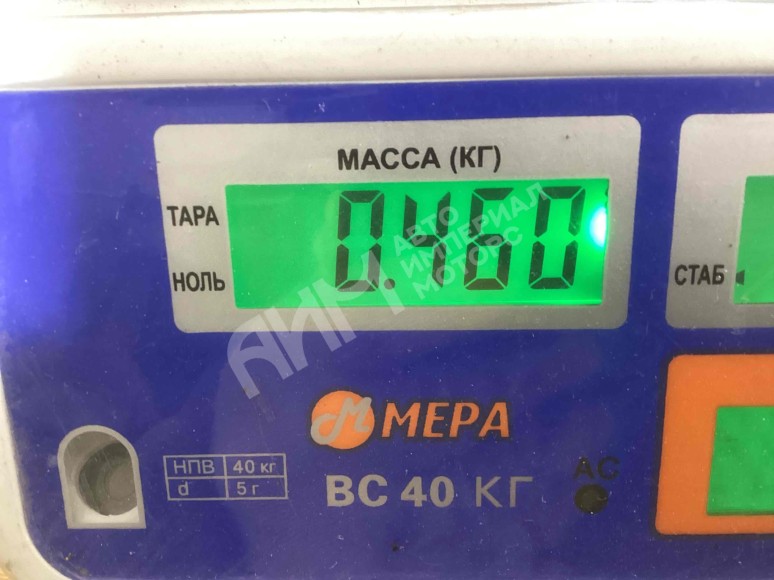 МАССА (КГ)
ТАРА
НОЛЬ
0.460
СТАБ
АИМ
АВТО
ИМПЕРИАЛ
МОТОРС
М МЕРА
НПВ 40 кг
d 5 г
ВС 40 КГ
AC